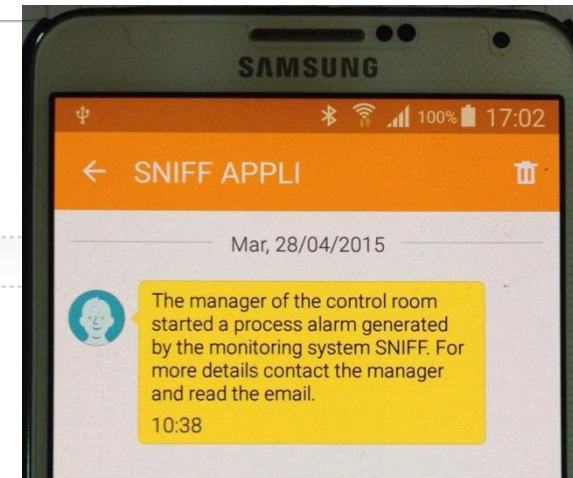 SAMSUNG
100% 17:02
SNIFF APPLI
Mar, 28/04/2015
The manager of the control room
started a process alarm generated
by the monitoring system SNIFF. For
more details contact the manager
and read the email.
10:38